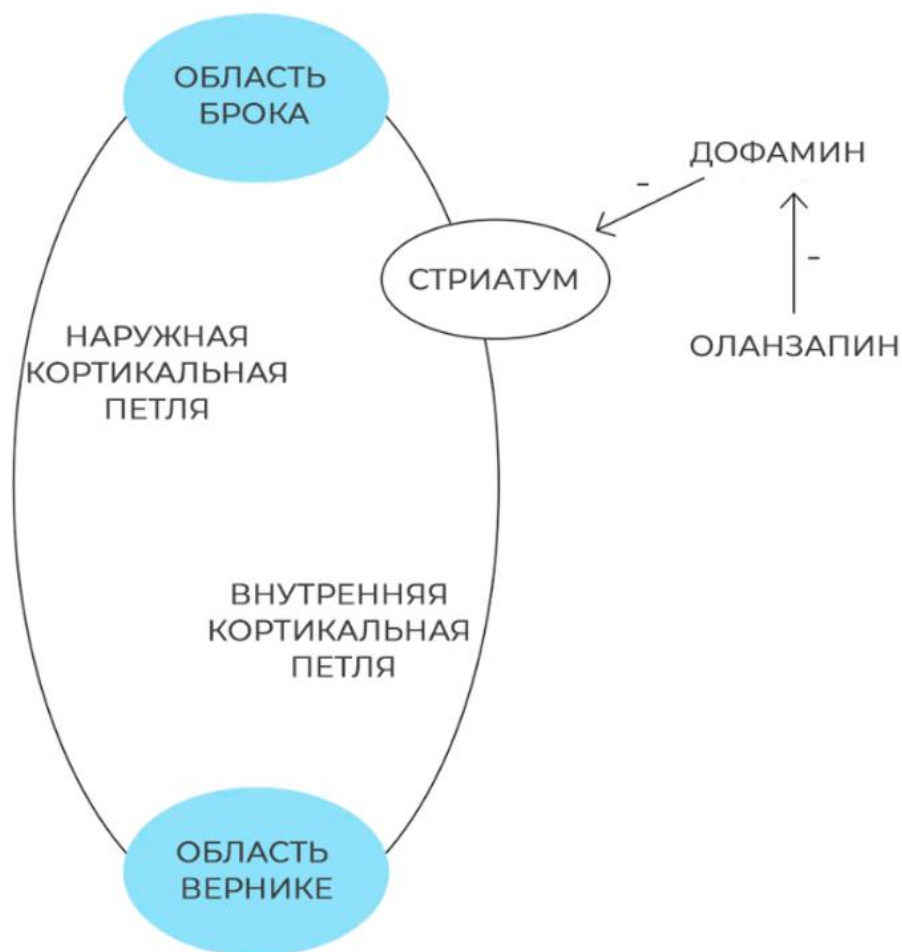 ОБЛАСТЬ
БРОКА
ДОФАМИН
-
СТРИАТУМ
-
ОЛАНЗАПИН
НАРУЖНАЯ
КОРТИКАЛЬНАЯ
ПЕТЛЯ
ВНУТРЕННЯЯ
КОРТИКАЛЬНАЯ
ПЕТЛЯ
ОБЛАСТЬ
ВЕРНИКЕ